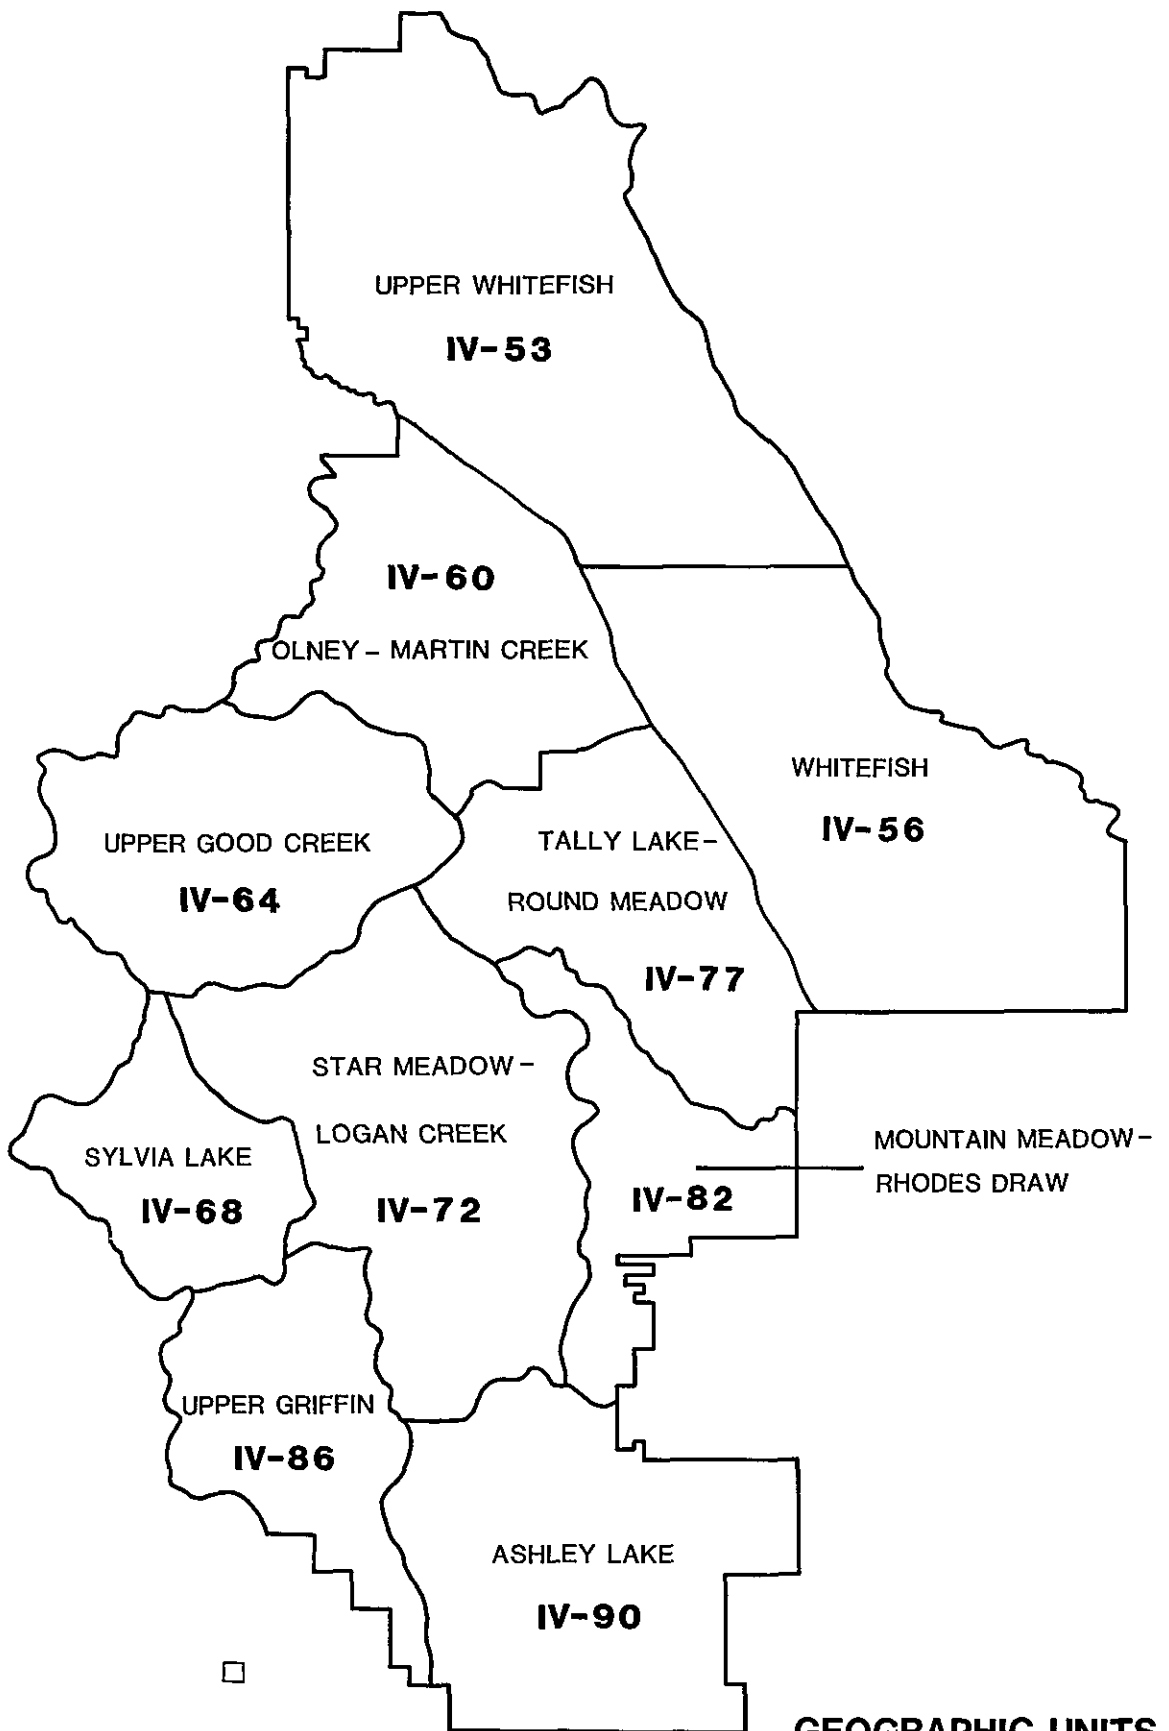 UPPER WHITEFISH
IV-53
IV-60
OLNEY - MARTIN CREEK
WHITEFISH
IV-56
UPPER GOOD CREEK
IV-64
TALLY LAKE-
ROUND MEADOW
IV-77
STAR MEADOW-
LOGAN CREEK
IV-72
SYLVIA LAKE
IV-68
MOUNTAIN MEADOW-
RHODES DRAW
IV-82
UPPER GRIFFIN
IV-86
ASHLEY LAKE
IV-90
GEOGRAPHIC UNITS